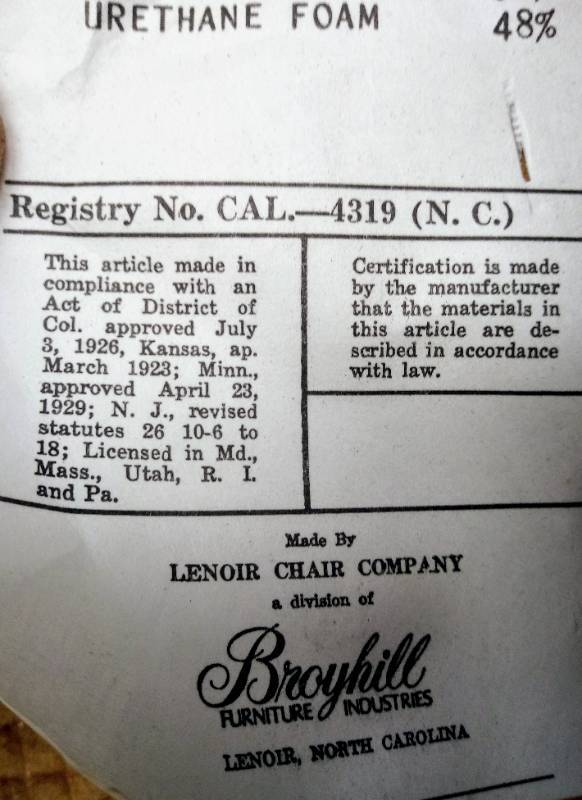 URETHANE FOAM 48%
Registry No. CAL.—4319 (N. C.)
This article made in
compliance with an
Act of District of
Col. approved July
3, 1926, Kansas, ap.
March 1923; Minn.,
approved April 23,
1929; N. J., revised
statutes 26 10-6 to
18; Licensed in Md.,
Mass., Utah, R. I.
and Pa.
Certification is made
by the manufacturer
that the materials in
this article are de-
scribed in accordance
with law.
Made By
LENOIR CHAIR COMPANY
a division of
Broyhill
FURNITURE INDUSTRIES
LENOIR, NORTH CAROLINA